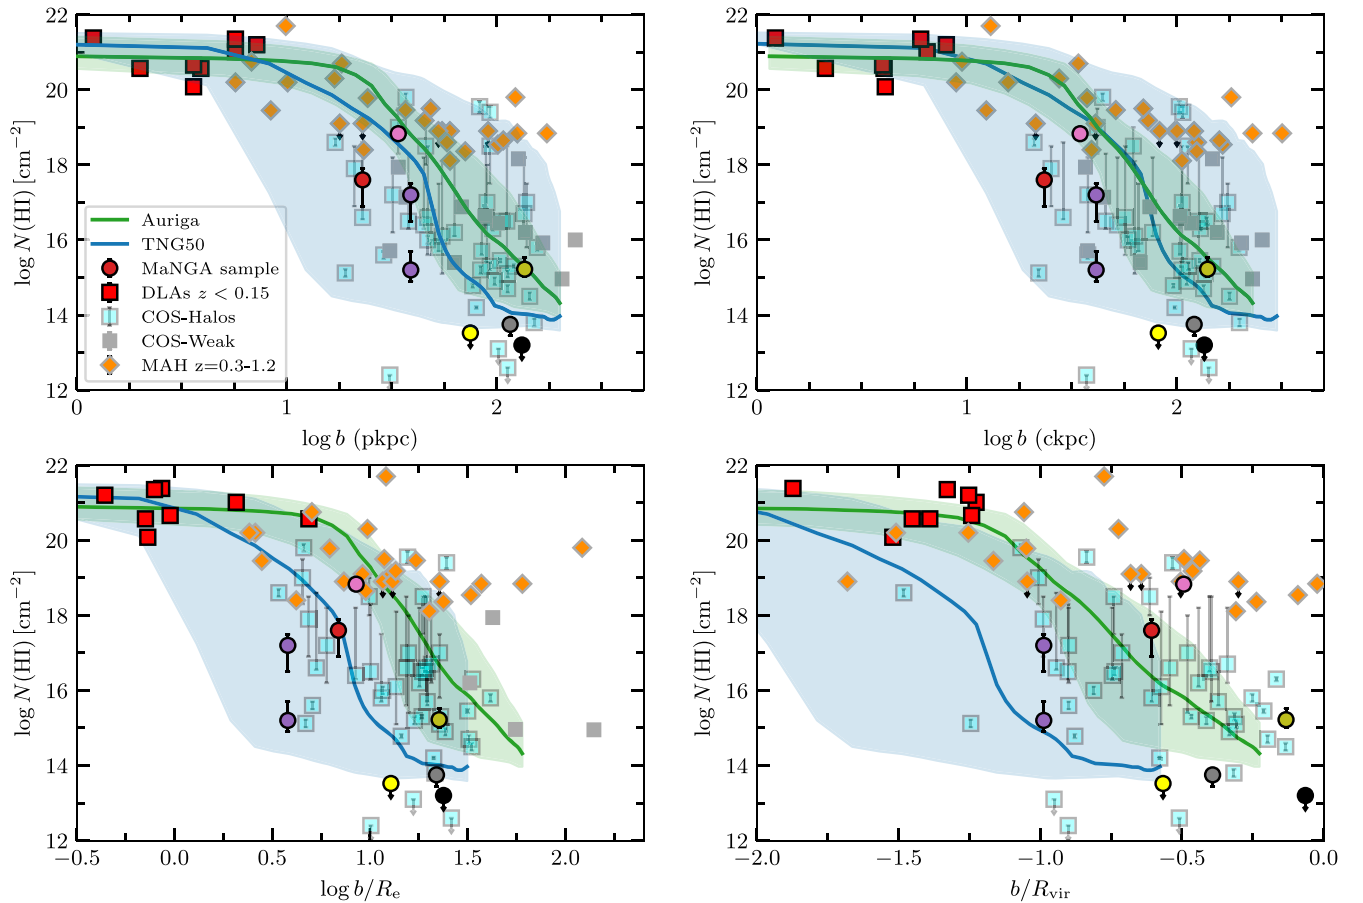 22
20
18
16
14
12
log N(HI) [cm⁻²]
Auriga
TNG50
MaNGA sample
DLAs z < 0.15
COS-Halos
COS-Weak
MAH z=0.3-1.2
0 1 2
log b (pkpc)
22
20
18
16
14
12
log N(HI) [cm⁻²]
0 1 2
log b (ckpc)
22
20
18
16
14
12
log N(HI) [cm⁻²]
−0.5 0.0 0.5 1.0 1.5 2.0
log b/Rₑ
22
20
18
16
14
12
log N(HI) [cm⁻²]
−2.0 −1.5 −1.0 −0.5 0.0
b/R_vir